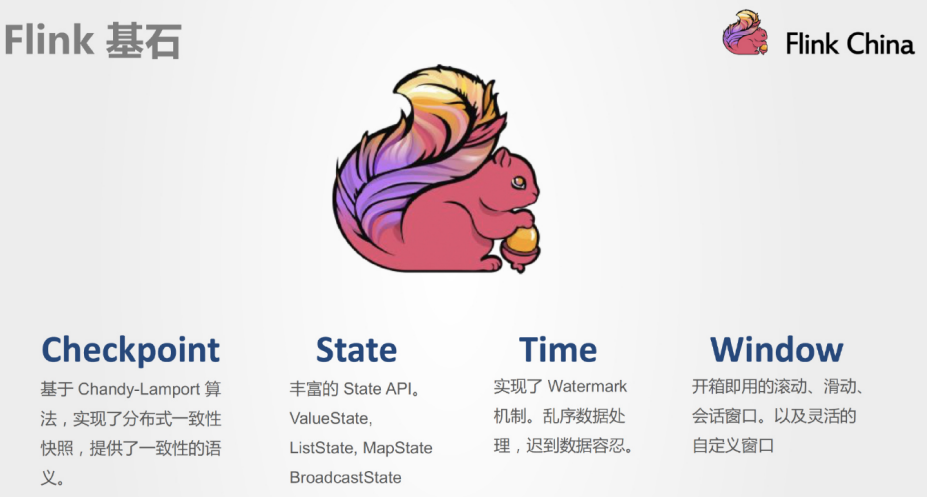 Flink 基石
Flink China
Checkpoint
基于 Chandy-Lamport 算
法，实现了分布式一致性
快照，提供了一致性的语
义。
State
丰富的 State API。
ValueState,
ListState, MapState
BroadcastState
Time
实现了 Watermark
机制。乱序数据处
理，迟到数据容忍。
Window
开箱即用的滚动、滑动、
会话窗口。以及灵活的
自定义窗口